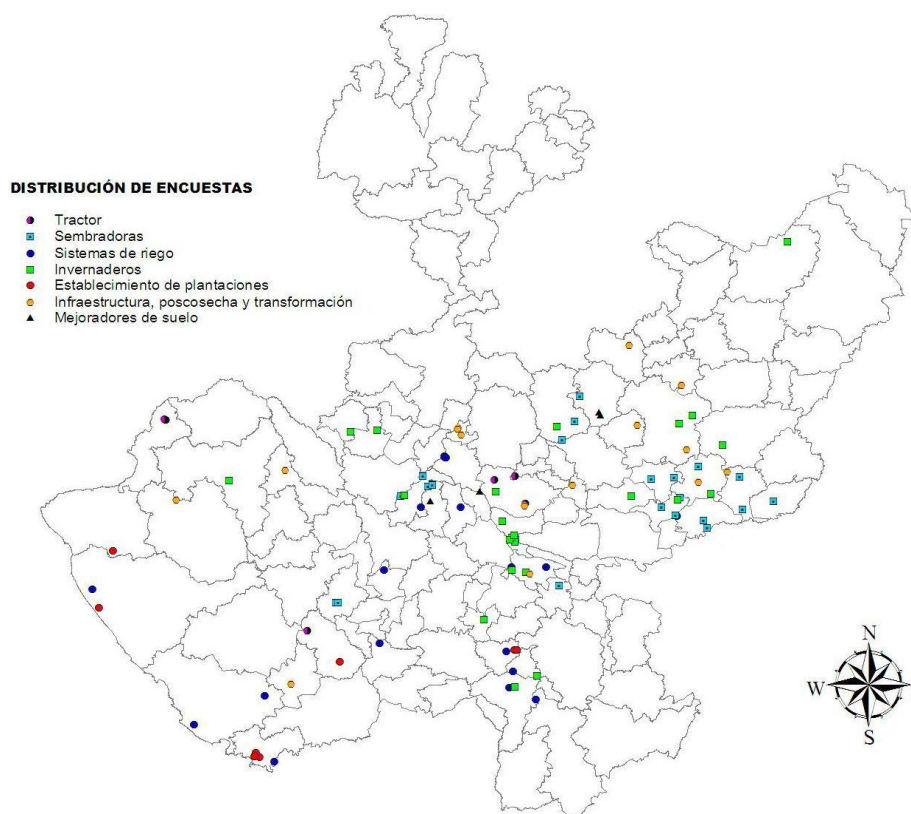 DISTRIBUCIÓN DE ENCUESTAS
Tractor
Sembradoras
Sistemas de riego
Invernaderos
Establecimiento de plantaciones
Infraestructura, poscosecha y transformación
Mejoradores de suelo
N
W
S